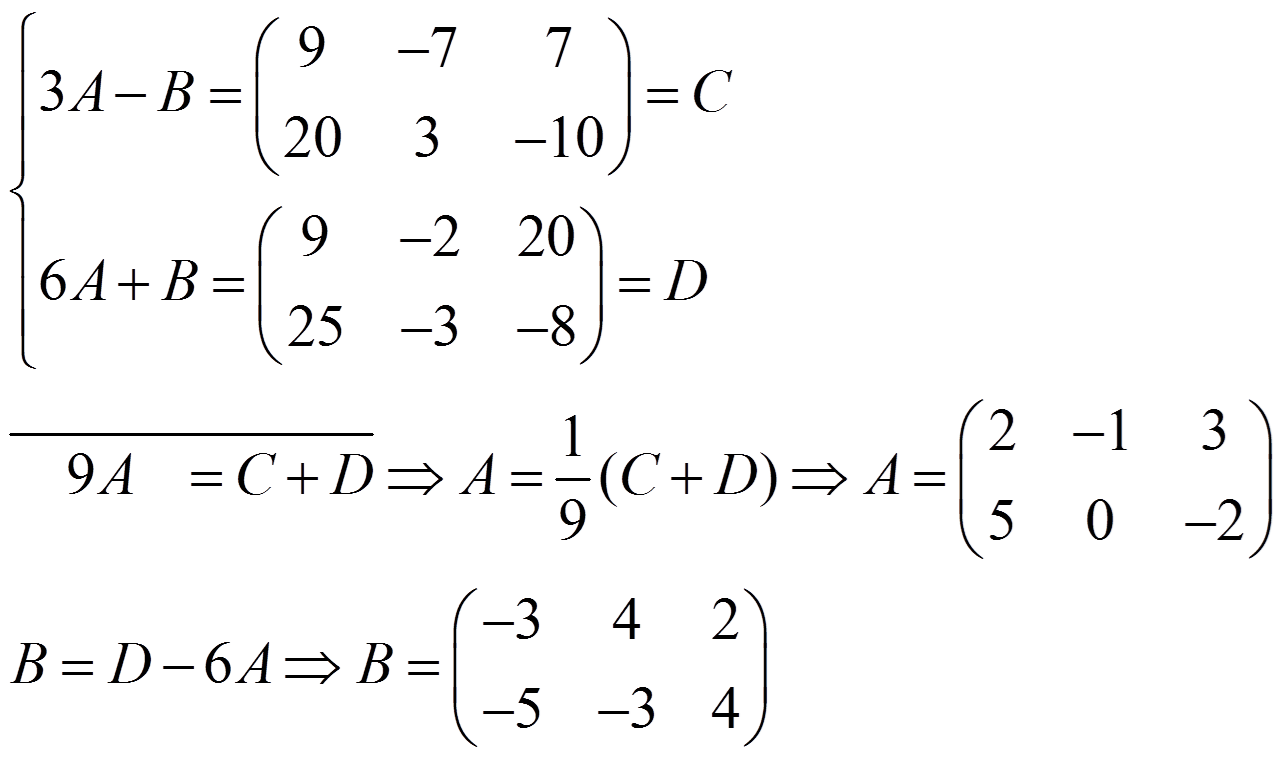 3A − B = ( 9 −7 7 ; 20 3 −10 ) = C
6A + B = ( 9 −2 20 ; 25 −3 −8 ) = D
9A = C + D ⇒ A = 1/9 (C + D) ⇒ A = ( 2 −1 3 ; 5 0 −2 )
B = D − 6A ⇒ B = ( −3 4 2 ; −5 −3 4 )